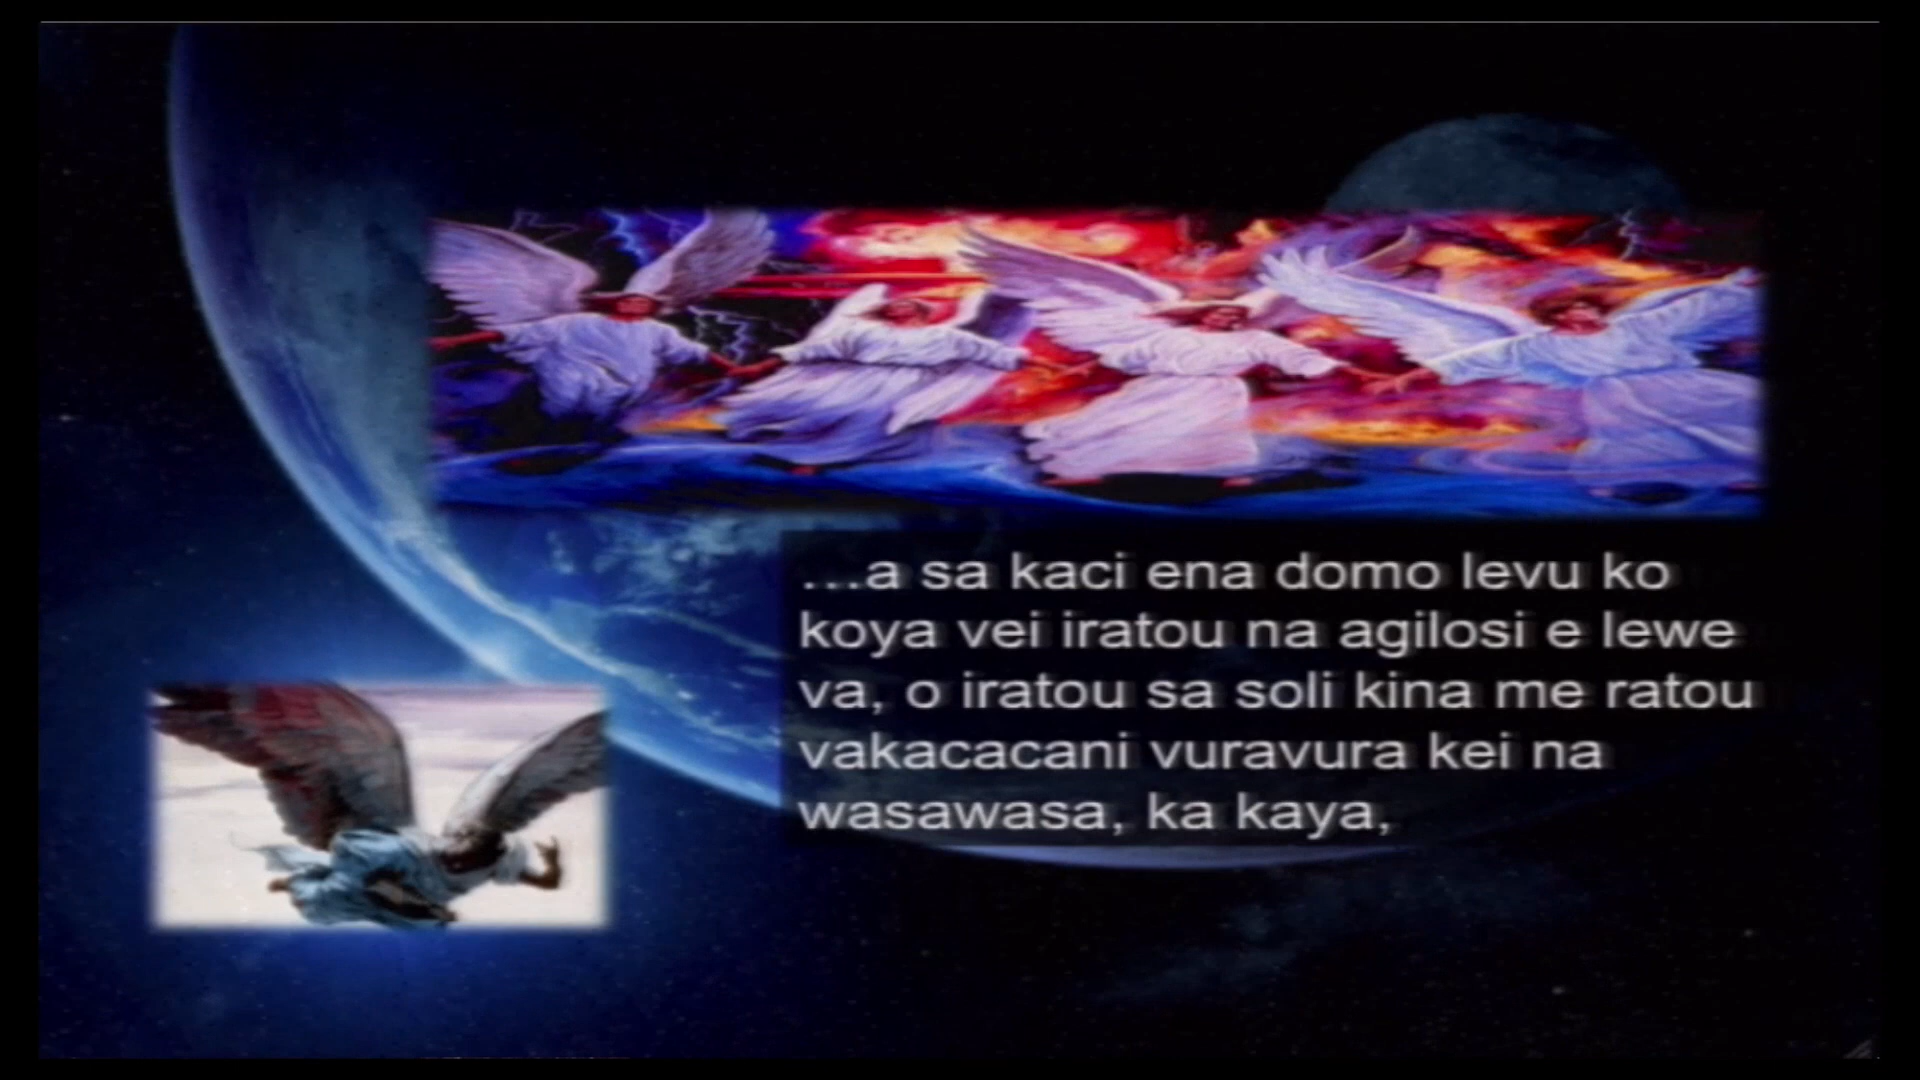 ...a sa kaci ena domo levu ko
koya vei iratou na agilosi e lewe
va, o iratou sa soli kina me ratou
vakacacani vuravura kei na
wasawasa, ka kaya,